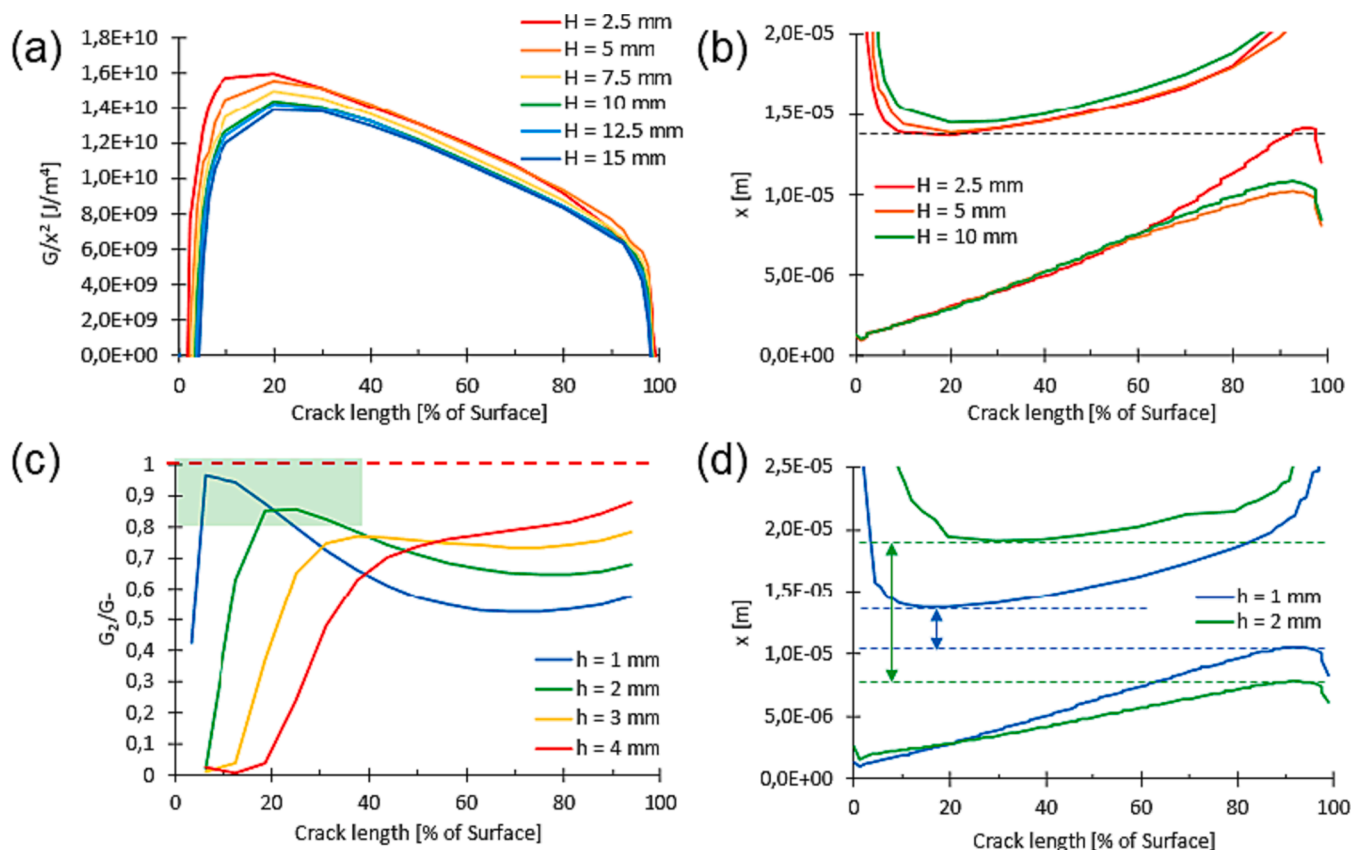 (a)
H = 2.5 mm
H = 5 mm
H = 7.5 mm
H = 10 mm
H = 12.5 mm
H = 15 mm
1,8E+10
1,6E+10
1,4E+10
1,2E+10
1,0E+10
8,0E+09
6,0E+09
4,0E+09
2,0E+09
0,0E+00
G/x² [J/m⁴]
0 20 40 60 80 100
Crack length [% of Surface]
(b)
2,0E-05
1,5E-05
1,0E-05
5,0E-06
0,0E+00
x [m]
H = 2.5 mm
H = 5 mm
H = 10 mm
0 20 40 60 80 100
Crack length [% of Surface]
(c)
1
0,9
0,8
0,7
0,6
0,5
0,4
0,3
0,2
0,1
0
G₂/G-
h = 1 mm
h = 2 mm
h = 3 mm
h = 4 mm
0 20 40 60 80 100
Crack length [% of Surface]
(d)
2,5E-05
2,0E-05
1,5E-05
1,0E-05
5,0E-06
0,0E+00
x [m]
h = 1 mm
h = 2 mm
0 20 40 60 80 100
Crack length [% of Surface]